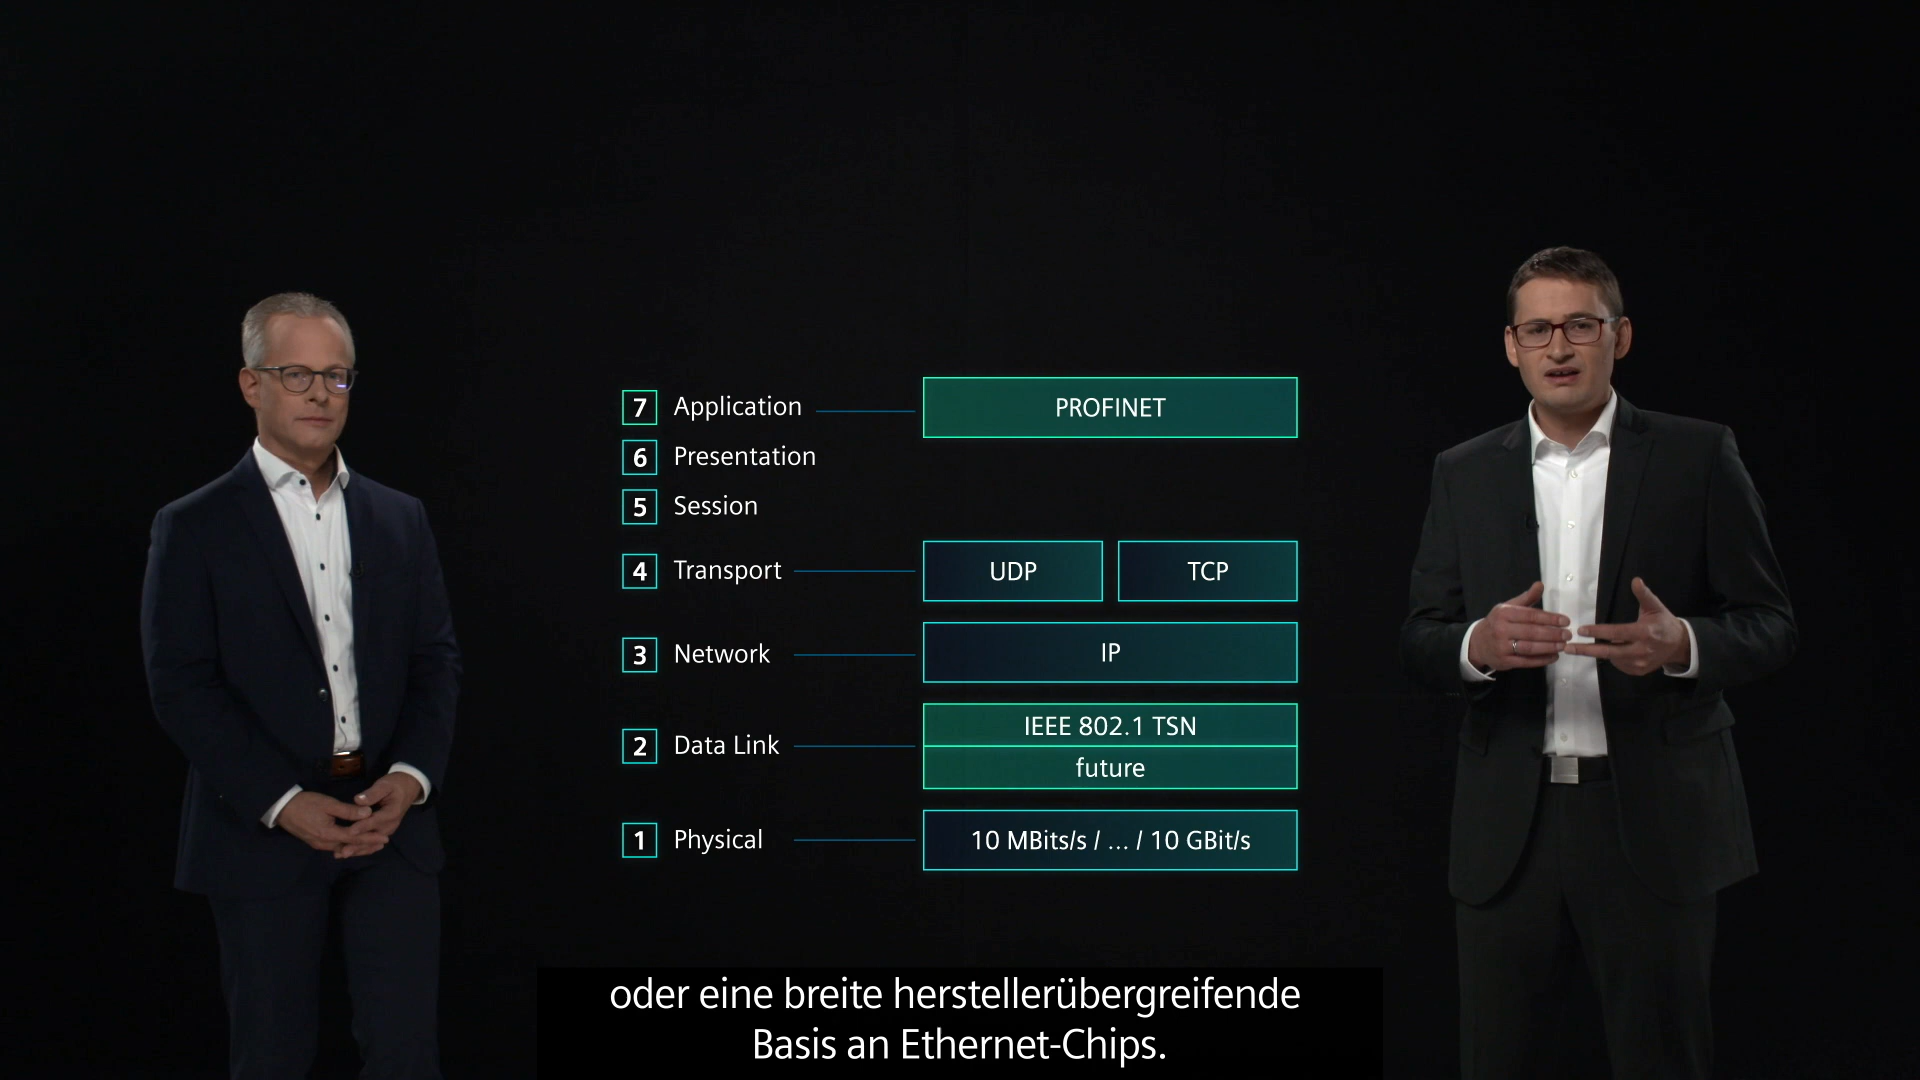 7 Application PROFINET
6 Presentation
5 Session
4 Transport UDP TCP
3 Network IP
2 Data Link IEEE 802.1 TSN
future
1 Physical 10 MBits/s / ... / 10 GBit/s
oder eine breite herstellerübergreifende
Basis an Ethernet-Chips.